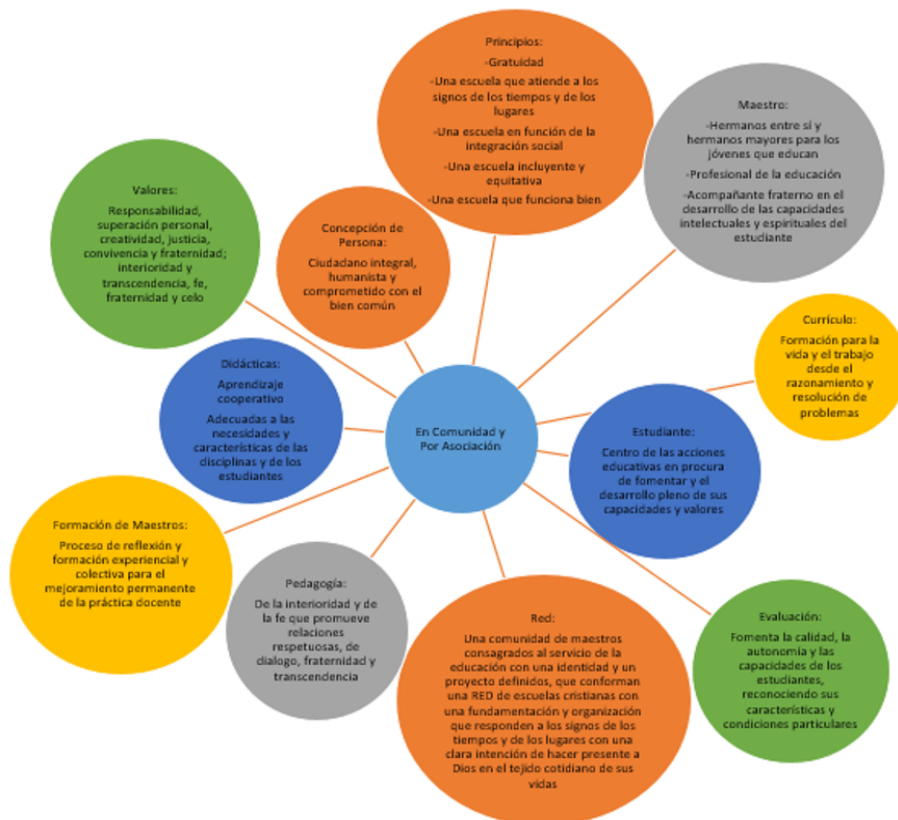 Principios:
-Gratuidad
-Una escuela que atiende a los
signos de los tiempos y de los
lugares
-Una escuela en función de la
integración social
-Una escuela incluyente y
equitativa
-Una escuela que funciona bien
Maestro:
-Hermanos entre sí y
hermanos mayores para los
jóvenes que educan
-Profesional de la educación
-Acompañante fraterno en el
desarrollo de las capacidades
intelectuales y espirituales del
estudiante
Valores:
Responsabilidad,
superación personal,
creatividad, justicia,
convivencia y fraternidad;
interioridad y
transcendencia, fe,
fraternidad y celo
Concepción de
Persona:
Ciudadano integral,
humanista y
comprometido con el
bien común
Currículo:
Formación para la
vida y el trabajo
desde el
razonamiento y
resolución de
problemas
Didácticas:
Aprendizaje
cooperativo
Adecuadas a las
necesidades y
características de las
disciplinas y de los
estudiantes
En Comunidad y
Por Asociación
Estudiante:
Centro de las acciones
educativas en procura
de fomentar y el
desarrollo pleno de sus
capacidades y valores
Formación de Maestros:
Proceso de reflexión y
formación experiencial y
colectiva para el
mejoramiento permanente
de la práctica docente
Pedagogía:
De la interioridad y de
la fe que promueve
relaciones
respetuosas, de
dialogo, fraternidad y
transcendencia
Red:
Una comunidad de maestros
consagrados al servicio de la
educación con una identidad y un
proyecto definidos, que conforman
una RED de escuelas cristianas con
una fundamentación y organización
que responden a los signos de los
tiempos y de los lugares con una
clara intención de hacer presente a
Dios en el tejido cotidiano de sus
vidas
Evaluación:
Fomenta la calidad, la
autonomía y las
capacidades de los
estudiantes,
reconociendo sus
características y
condiciones particulares